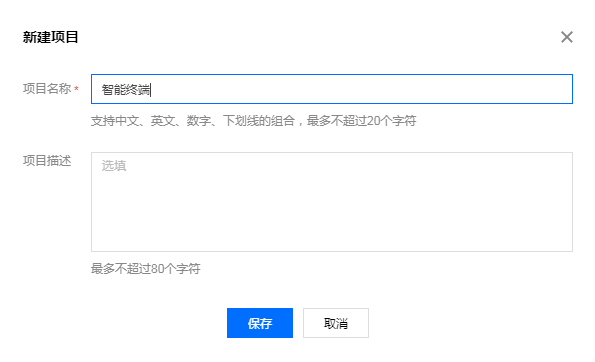 新建项目
项目名称 *
智能终端
支持中文、英文、数字、下划线的组合，最多不超过20个字符
项目描述
选填
最多不超过80个字符
保存
取消